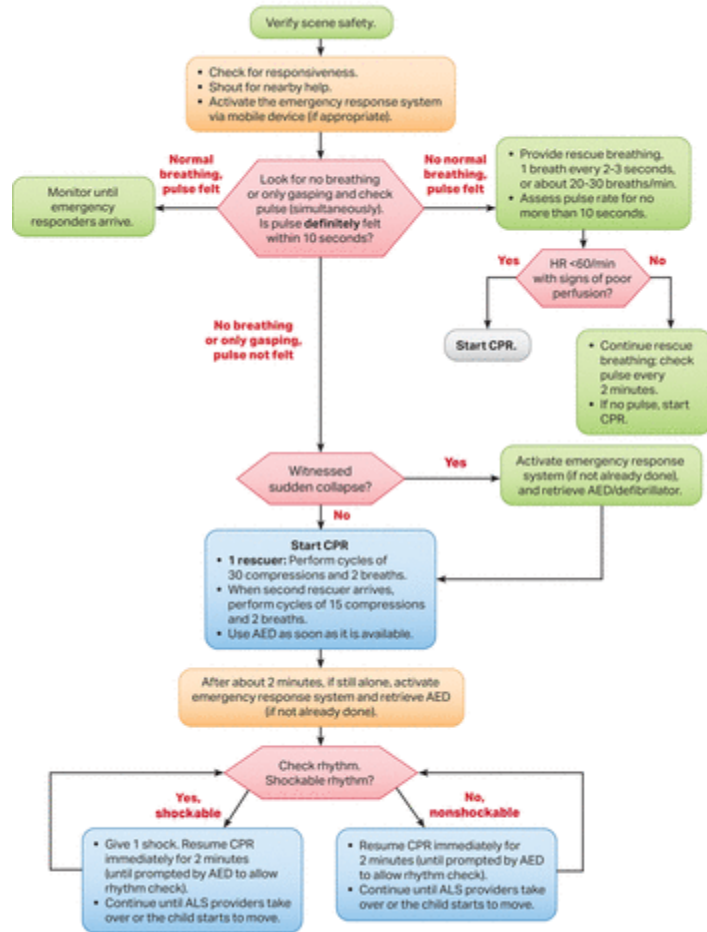 Verify scene safety.
• Check for responsiveness.
• Shout for nearby help.
• Activate the emergency response system
via mobile device (if appropriate).
Normal
breathing,
pulse felt
No normal
breathing,
pulse felt
Monitor until
emergency
responders arrive.
Look for no breathing
or only gasping and check
pulse (simultaneously).
Is pulse definitely felt
within 10 seconds?
• Provide rescue breathing,
1 breath every 2-3 seconds,
or about 20-30 breaths/min.
• Assess pulse rate for no
more than 10 seconds.
Yes
HR <60/min
with signs of poor
perfusion?
No
Start CPR.
• Continue rescue
breathing; check
pulse every
2 minutes.
• If no pulse, start
CPR.
No breathing
or only gasping,
pulse not felt
Witnessed
sudden collapse?
Yes
Activate emergency response
system (if not already done),
and retrieve AED/defibrillator.
No
Start CPR
• 1 rescuer: Perform cycles of
30 compressions and 2 breaths.
• When second rescuer arrives,
perform cycles of 15 compressions
and 2 breaths.
• Use AED as soon as it is available.
After about 2 minutes, if still alone, activate
emergency response system and retrieve AED
(if not already done).
Check rhythm.
Shockable rhythm?
Yes,
shockable
No,
nonshockable
• Give 1 shock. Resume CPR
immediately for 2 minutes
(until prompted by AED to allow
rhythm check).
• Continue until ALS providers take
over or the child starts to move.
• Resume CPR immediately for
2 minutes (until prompted by AED
to allow rhythm check).
• Continue until ALS providers take
over or the child starts to move.